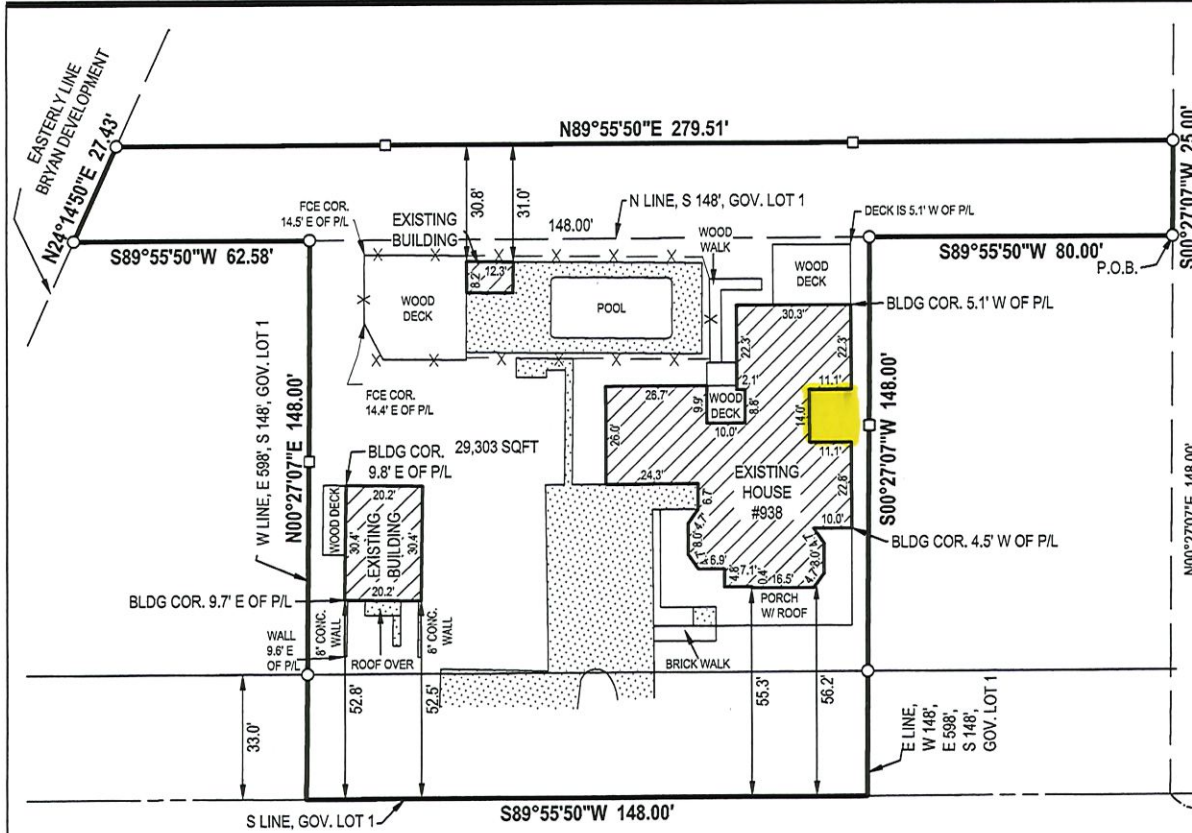 EASTERLY LINE
BRYAN DEVELOPMENT
N24°14'50"E 27.43'
N89°55'50"E 279.51'
S00°27'07"W 25.00'
S89°55'50"W 62.58'
FCE COR.
14.5' E OF P/L
EXISTING
BUILDING
30.8'
31.0'
148.00'
N LINE, S 148', GOV. LOT 1
WOOD
WALK
DECK IS 5.1' W OF P/L
S89°55'50"W 80.00'
P.O.B.
WOOD
DECK
8.2'
12.3'
POOL
WOOD
DECK
BLDG COR. 5.1' W OF P/L
30.3'
22.3'
22.3'
2.1'
11.1'
FCE COR.
14.4' E OF P/L
26.7'
9.9'
WOOD
DECK
8.8'
10.0'
14.0'
11.1'
26.0'
24.3'
W LINE, E 598', S 148', GOV. LOT 1
N00°27'07"E 148.00'
BLDG COR.
9.8' E OF P/L
29,303 SQFT
EXISTING
HOUSE
#938
22.8'
S00°27'07"W 148.00'
N00°27'07"E 148.00'
WOOD DECK
20.2'
30.4'
EXISTING
BUILDING
30.4'
20.2'
6.7'
4.7'
8.0'
6.9'
4.8'
7.1'
0.4'
16.5'
4.7'
8.0'
10.0'
BLDG COR. 4.5' W OF P/L
BLDG COR. 9.7' E OF P/L
PORCH
W/ ROOF
WALL
9.6' E
OF P/L
8" CONC.
WALL
ROOF OVER
8" CONC.
WALL
BRICK WALK
33.0'
52.8'
52.5'
55.3'
56.2'
E LINE,
W 148',
E 598',
S 148',
GOV. LOT 1
S LINE, GOV. LOT 1
S89°55'50"W 148.00'